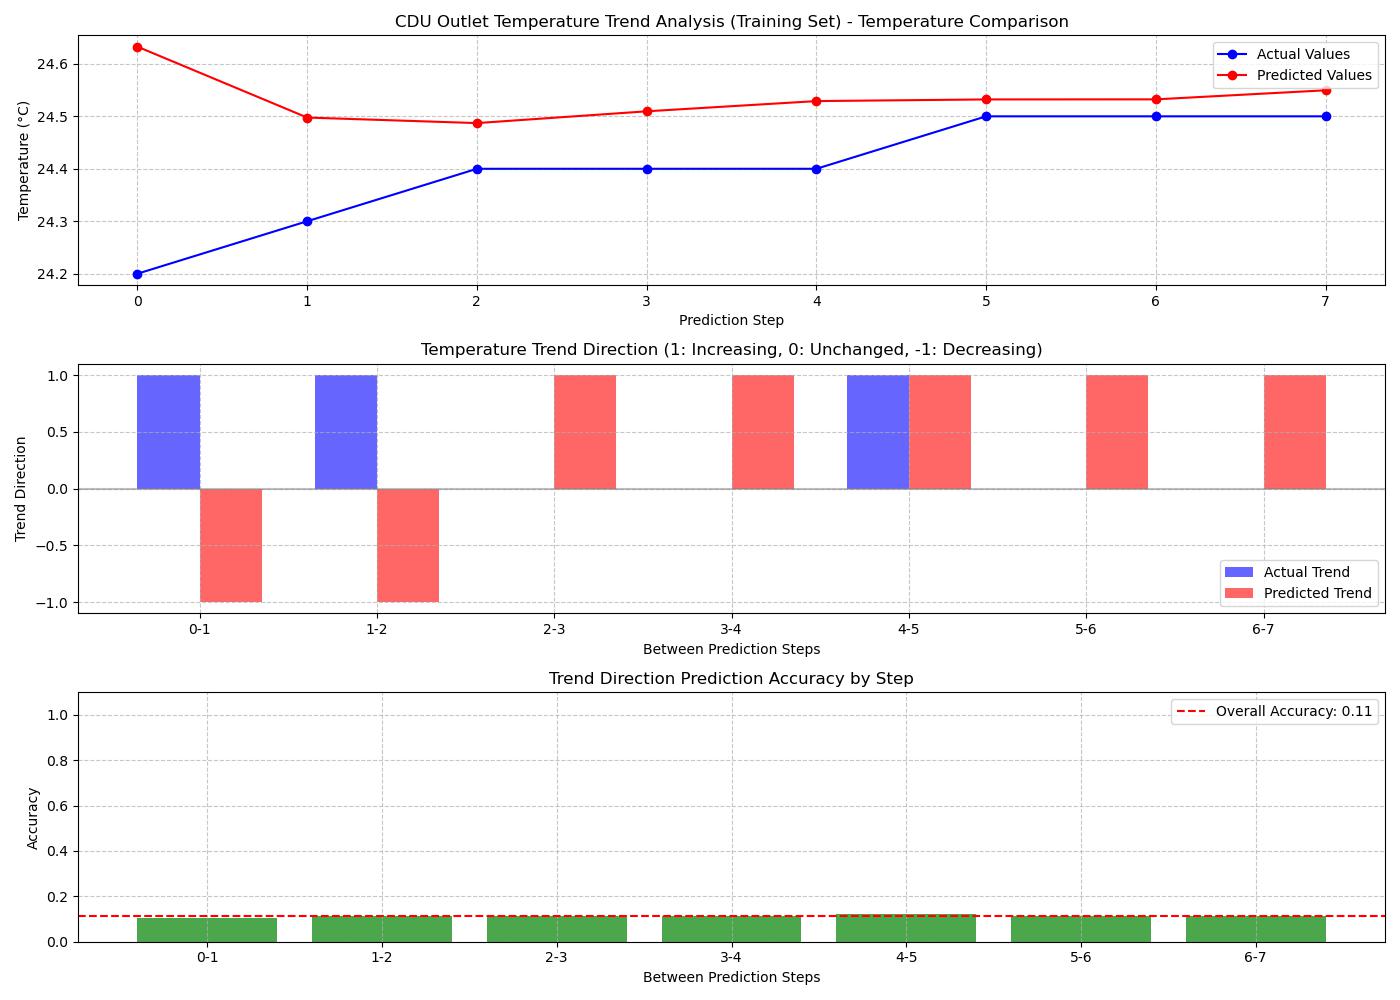 CDU Outlet Temperature Trend Analysis (Training Set) - Temperature Comparison
Temperature (°C)
24.6
24.5
24.4
24.3
24.2
Actual Values
Predicted Values
0 1 2 3 4 5 6 7
Prediction Step
Temperature Trend Direction (1: Increasing, 0: Unchanged, -1: Decreasing)
Trend Direction
1.0
0.5
0.0
−0.5
−1.0
Actual Trend
Predicted Trend
0-1 1-2 2-3 3-4 4-5 5-6 6-7
Between Prediction Steps
Trend Direction Prediction Accuracy by Step
Accuracy
1.0
0.8
0.6
0.4
0.2
0.0
Overall Accuracy: 0.11
0-1 1-2 2-3 3-4 4-5 5-6 6-7
Between Prediction Steps